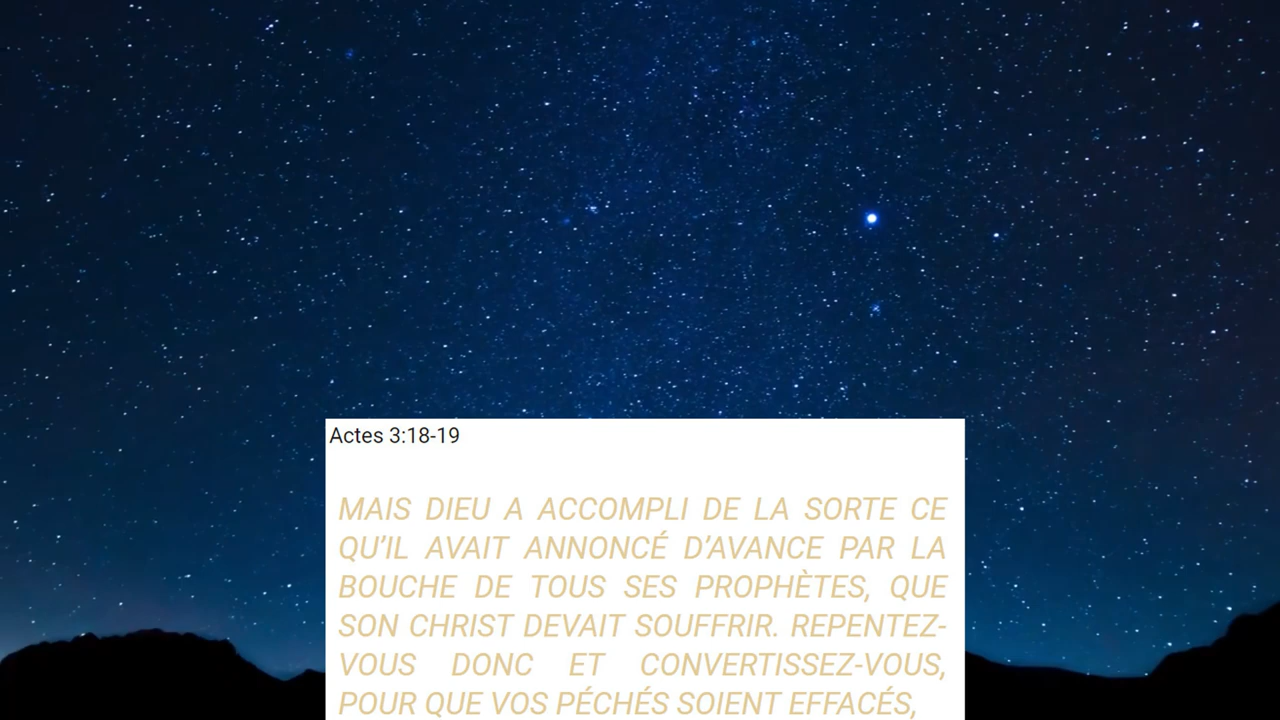 Actes 3:18-19
MAIS DIEU A ACCOMPLI DE LA SORTE CE
QU’IL AVAIT ANNONCÉ D’AVANCE PAR LA
BOUCHE DE TOUS SES PROPHÈTES, QUE
SON CHRIST DEVAIT SOUFFRIR. REPENTEZ-
VOUS DONC ET CONVERTISSEZ-VOUS,
POUR QUE VOS PÉCHÉS SOIENT EFFACÉS,